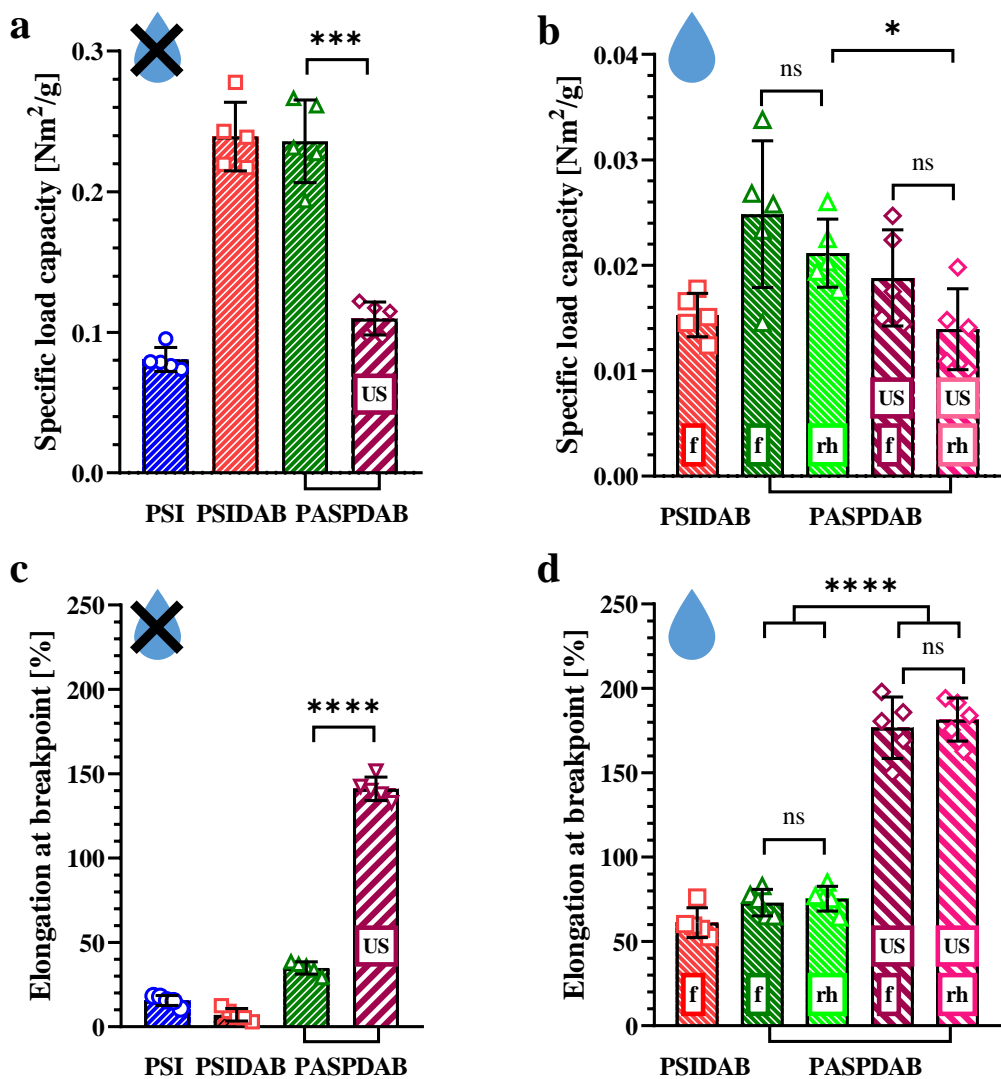 a
***
Specific load capacity [Nm²/g]
0.3
0.2
0.1
0.0
US
PSI PSIDAB PASPDAB
b
*
ns
ns
Specific load capacity [Nm²/g]
0.04
0.03
0.02
0.01
0.00
US US
f f rh f rh
PSIDAB PASPDAB
c
****
Elongation at breakpoint [%]
250
200
150
100
50
0
US
PSI PSIDAB PASPDAB
d
****
ns
ns
Elongation at breakpoint [%]
250
200
150
100
50
0
US US
f f rh f rh
PSIDAB PASPDAB